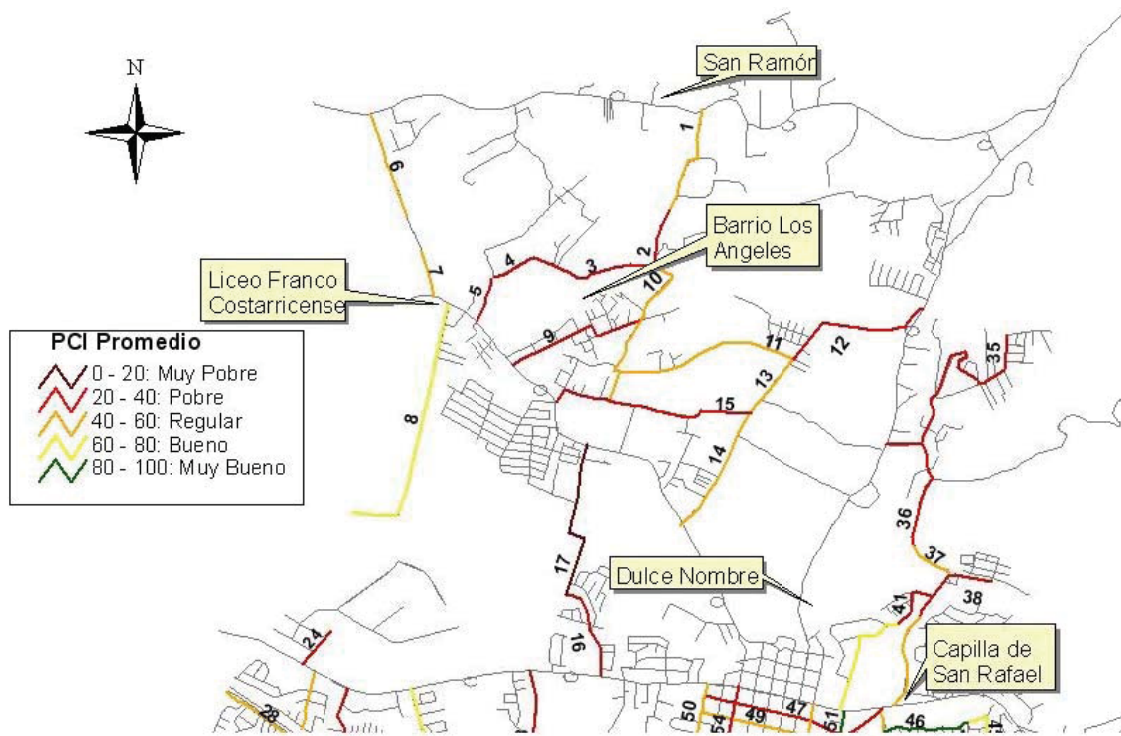 N
San Ramón
1
6
Barrio Los
Angeles
2
4
3
10
7
Liceo Franco
Costarricense
5
9
PCI Promedio
0 - 20: Muy Pobre
20 - 40: Pobre
40 - 60: Regular
60 - 80: Bueno
80 - 100: Muy Bueno
11
12
35
13
8
15
14
36
17
37
Dulce Nombre
38
41
24
16
Capilla de
San Rafael
28
50
54
49
47
51
46